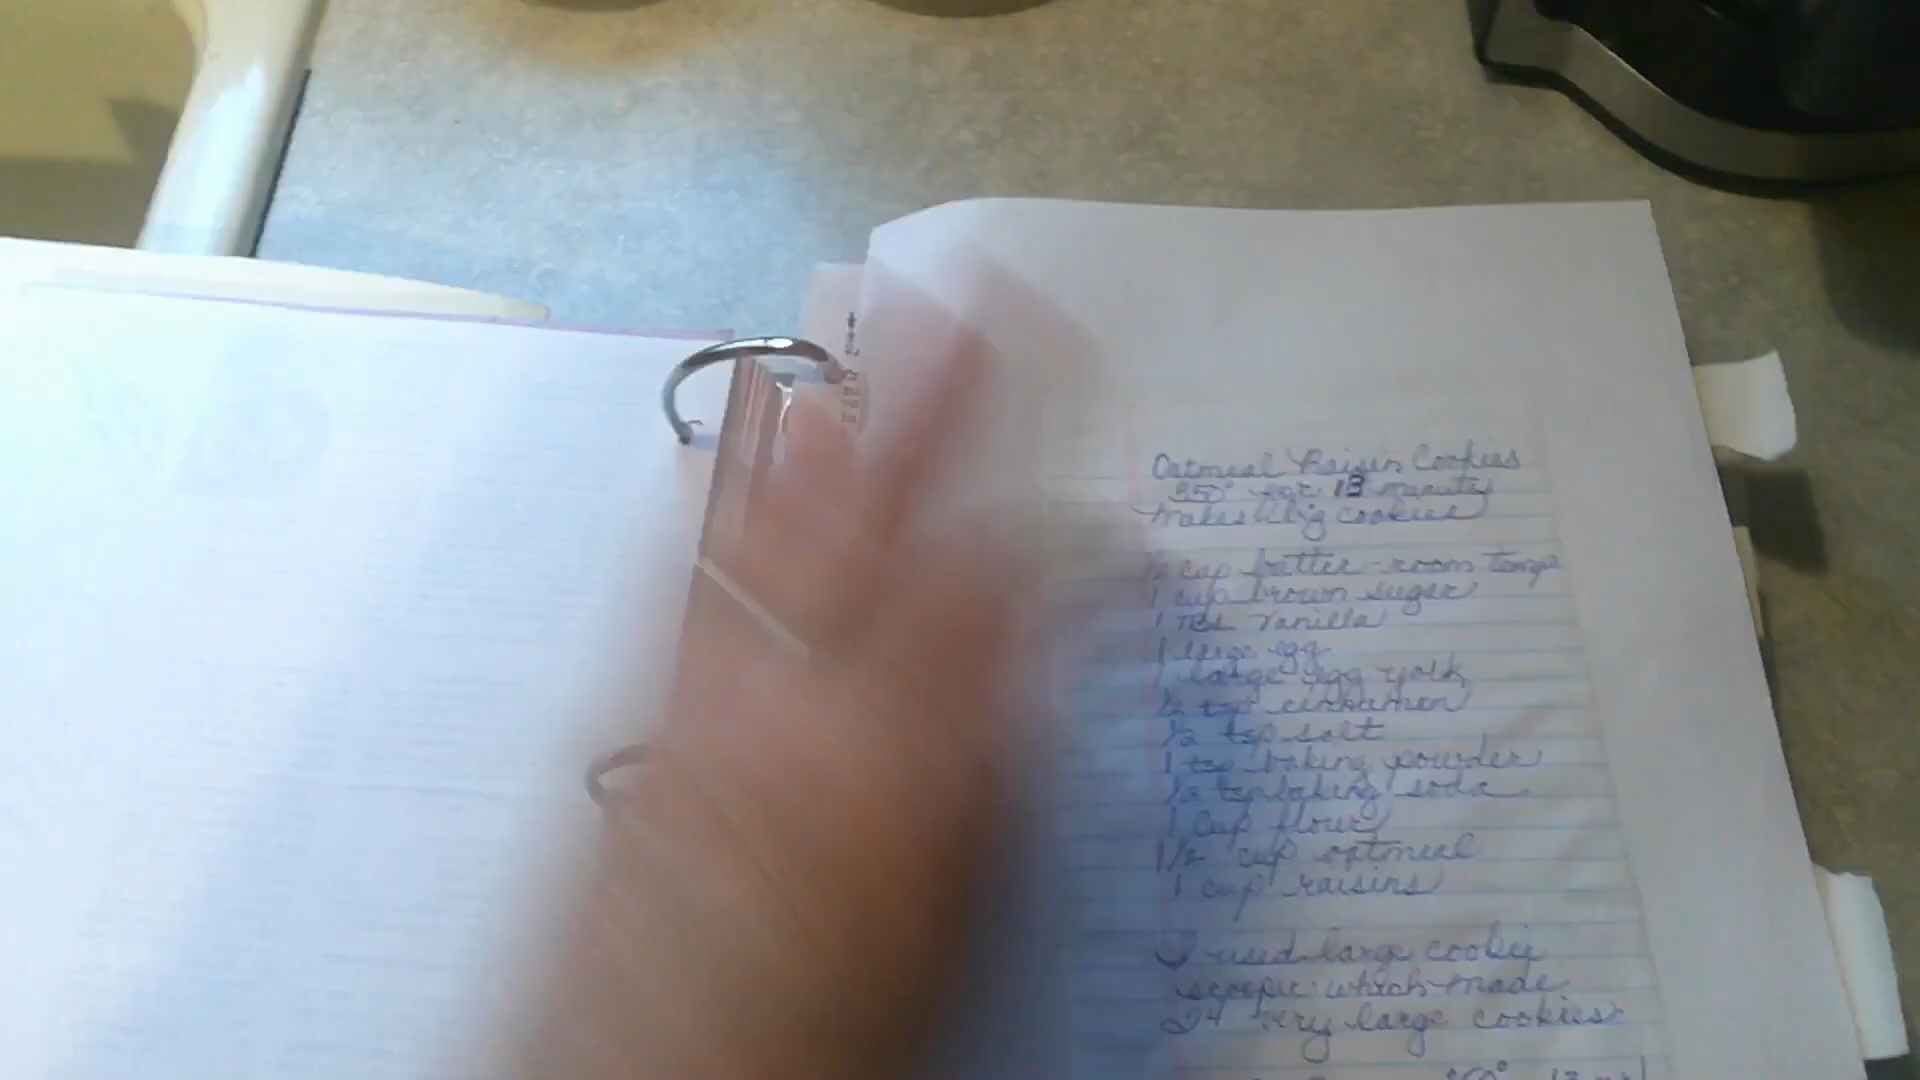 Oatmeal Raisin Cookies
350° for 13 minutes
makes big cookies
1/2 cup butter - room temp
1 cup brown sugar
1 TBL vanilla
1 large egg
1 large egg yolk
1/2 tsp cinnamon
1/2 tsp salt
1 tsp baking powder
1/2 tsp baking soda
1 cup flour
1 1/2 cup oatmeal
1 cup raisins
I used large cookie
scoope which made
24 very large cookies